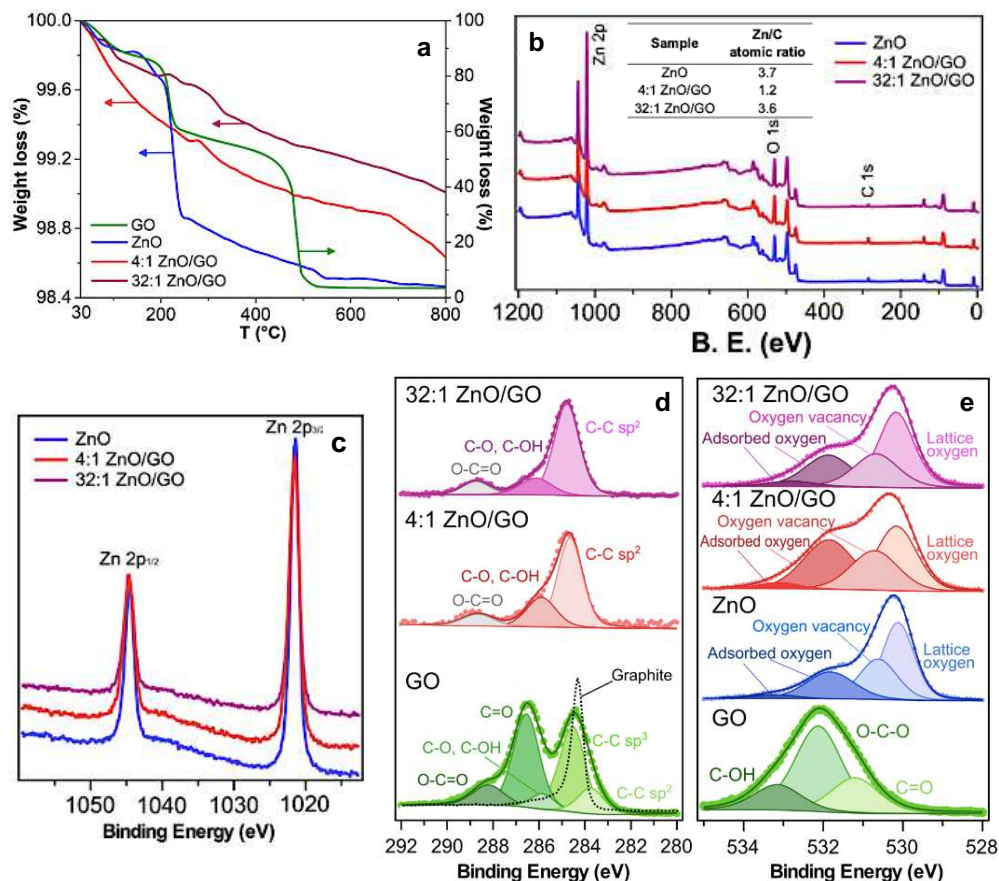 a
Weight loss (%)
100.0
99.6
99.2
98.8
98.4
GO
ZnO
4:1 ZnO/GO
32:1 ZnO/GO
100
80
60
40
20
0
Weight loss (%)
30 200 400 600 800
T (°C)
b
Zn 2p
Sample Zn/C atomic ratio
ZnO 3.7
4:1 ZnO/GO 1.2
32:1 ZnO/GO 3.6
ZnO
4:1 ZnO/GO
32:1 ZnO/GO
O 1s
C 1s
1200 1000 800 600 400 200 0
B. E. (eV)
c
ZnO
4:1 ZnO/GO
32:1 ZnO/GO
Zn 2p3/2
Zn 2p1/2
1050 1040 1030 1020
Binding Energy (eV)
d
32:1 ZnO/GO
C-C sp²
C-O, C-OH
O-C=O
4:1 ZnO/GO
C-C sp²
C-O, C-OH
O-C=O
GO
Graphite
C=O
C-O, C-OH
C-C sp³
O-C=O
C-C sp²
292 290 288 286 284 282 280
Binding Energy (eV)
e
32:1 ZnO/GO
Oxygen vacancy
Adsorbed oxygen
Lattice
oxygen
4:1 ZnO/GO
Oxygen vacancy
Adsorbed oxygen
Lattice
oxygen
ZnO
Oxygen vacancy
Adsorbed oxygen
Lattice
oxygen
GO
O-C-O
C-OH
C=O
534 532 530 528
Binding Energy (eV)